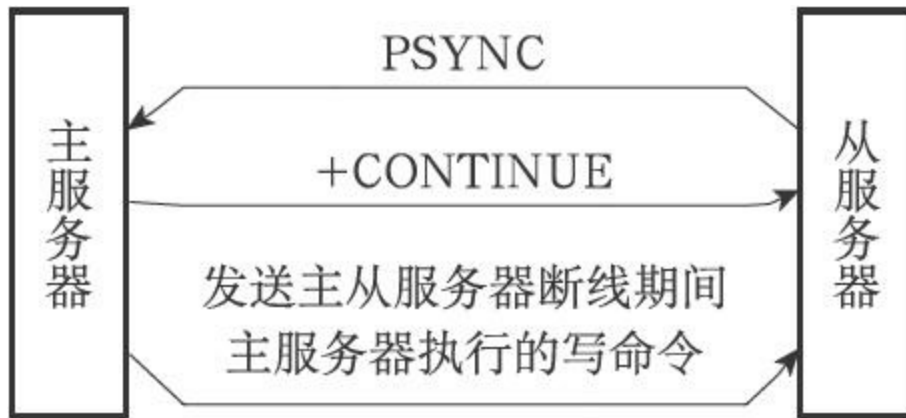 PSYNC
主服务器
从服务器
+CONTINUE
发送主从服务器断线期间
主服务器执行的写命令